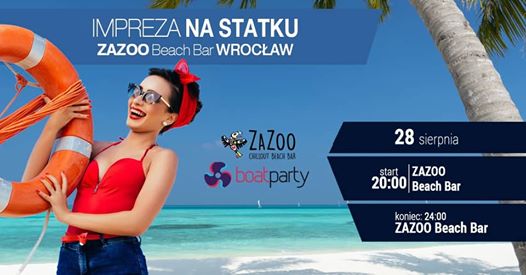 IMPREZA NA STATKU
ZAZOO Beach Bar WROCŁAW
ZaZoo
CHILLOUT BEACH BAR
boatparty
28 sierpnia
start
20:00
ZAZOO
Beach Bar
koniec: 24:00
ZAZOO Beach Bar